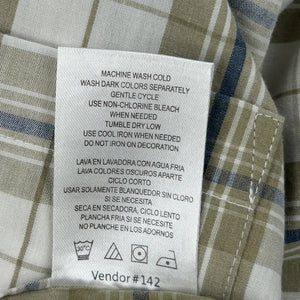 MACHINE WASH COLD
WASH DARK COLORS SEPARATELY
GENTLE CYCLE
USE NON-CHLORINE BLEACH
WHEN NEEDED
TUMBLE DRY LOW
USE COOL IRON WHEN NEEDED
DO NOT IRON ON DECORATION
LAVA EN LAVADORA CON AGUA FRIA
LAVA COLORES OSCUROS APARTE
CICLO CORTO
USAR SOLAMENTE BLANQUEDOR SIN CLORO
SI SE NECESITA
SECA EN SECADORA, CICLO LENTO
PLANCHA FRIA SI ES NECESARIO
NO PLANCHE EN LOS ADORNOS
30°C
Vendor#142